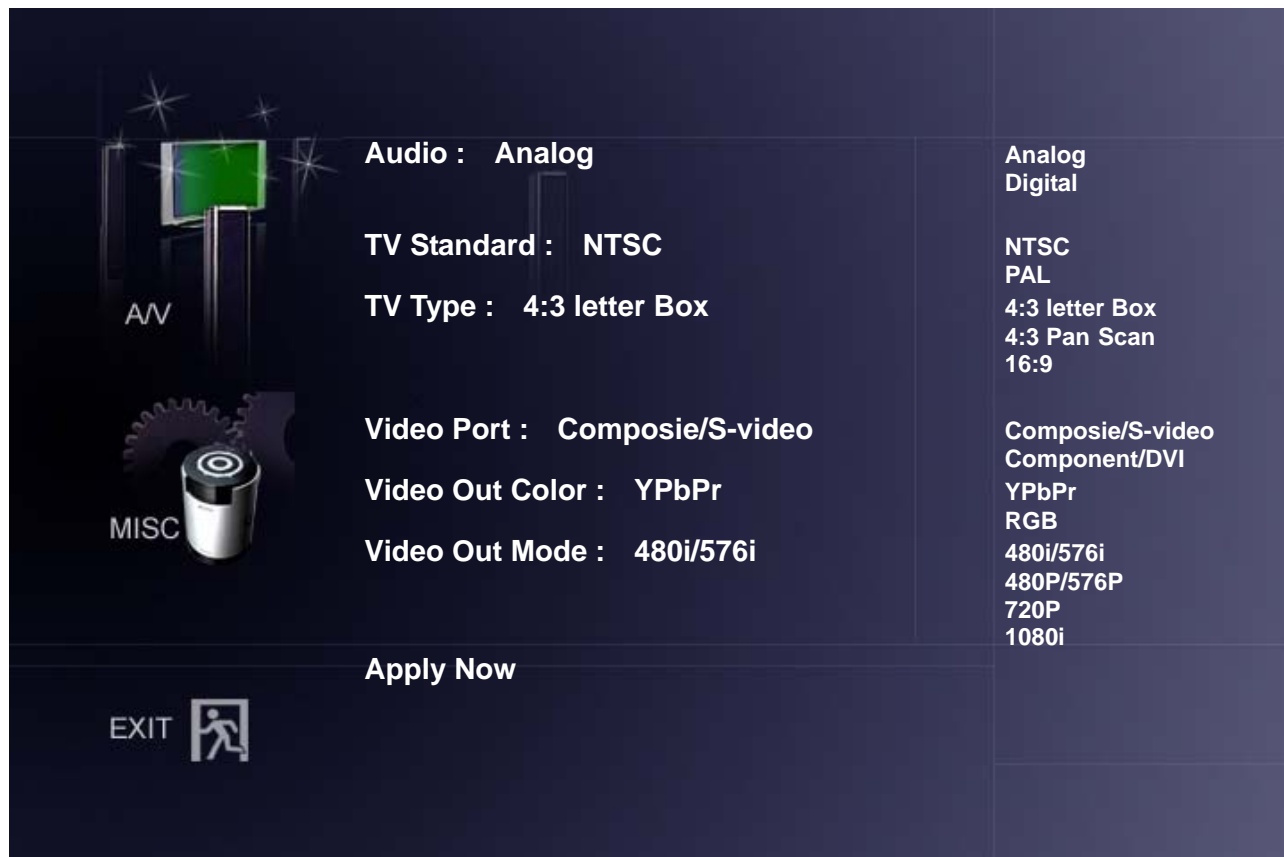 Audio : Analog
Analog
Digital
TV Standard : NTSC
NTSC
PAL
A/V
TV Type : 4:3 letter Box
4:3 letter Box
4:3 Pan Scan
16:9
Video Port : Composie/S-video
Composie/S-video
Component/DVI
Video Out Color : YPbPr
YPbPr
RGB
MISC
Video Out Mode : 480i/576i
480i/576i
480P/576P
720P
1080i
Apply Now
EXIT